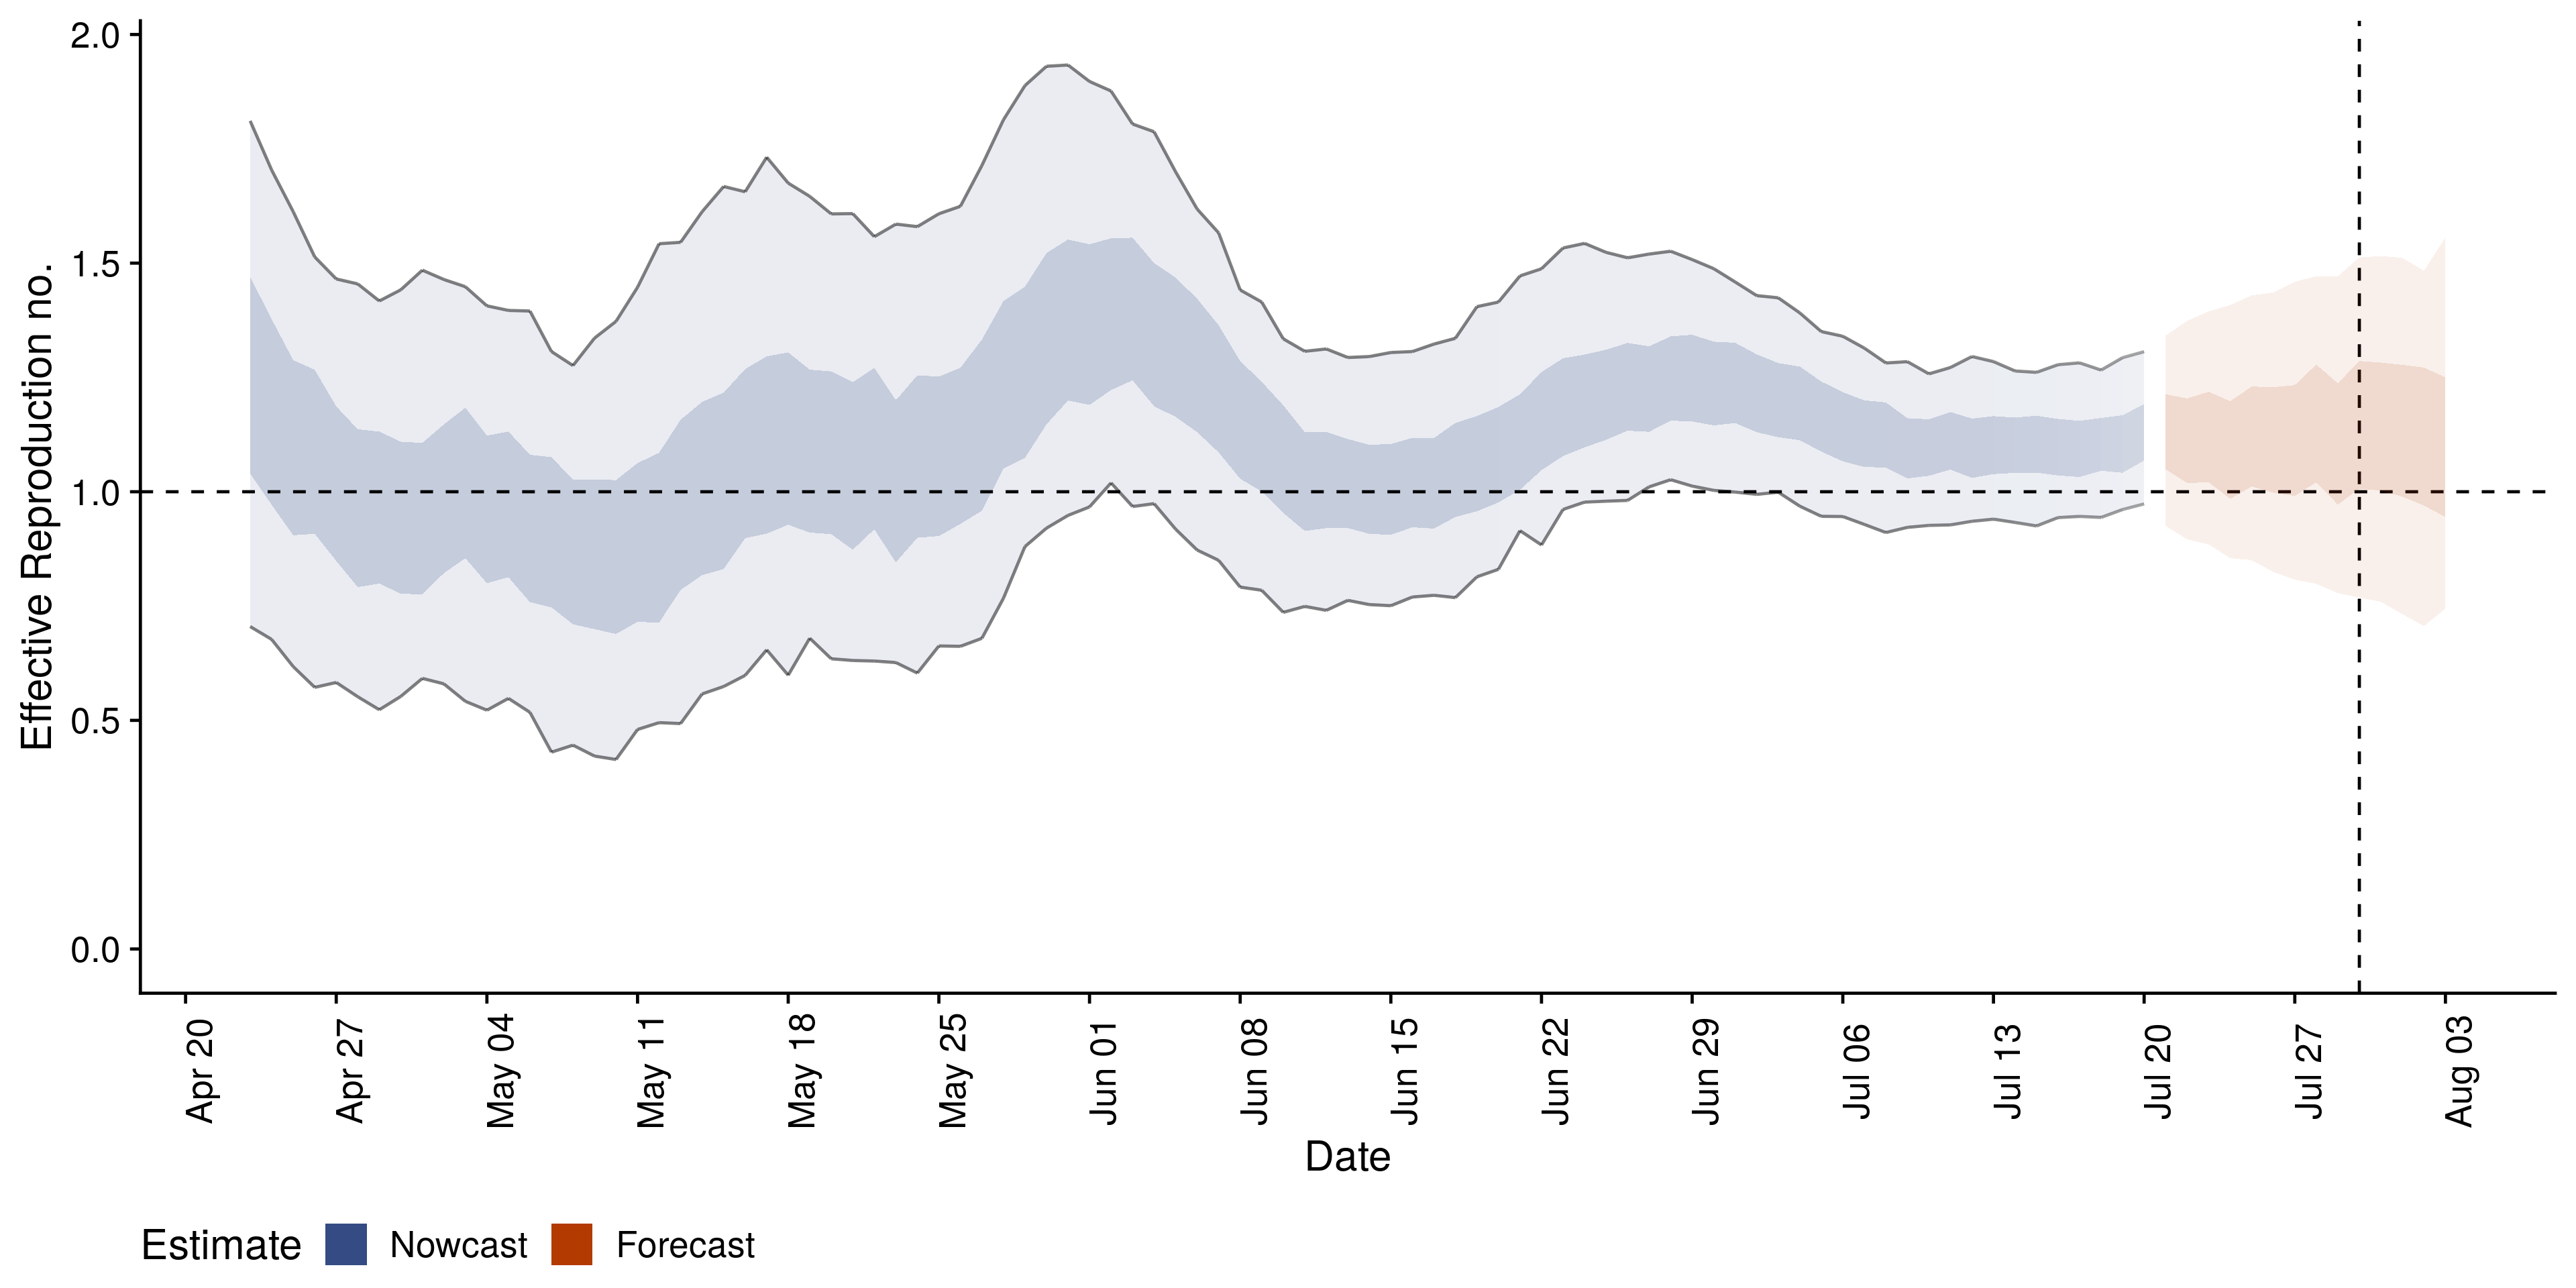 Effective Reproduction no.
2.0
1.5
1.0
0.5
0.0
Apr 20
Apr 27
May 04
May 11
May 18
May 25
Jun 01
Jun 08
Jun 15
Jun 22
Jun 29
Jul 06
Jul 13
Jul 20
Jul 27
Aug 03
Date
Estimate Nowcast Forecast